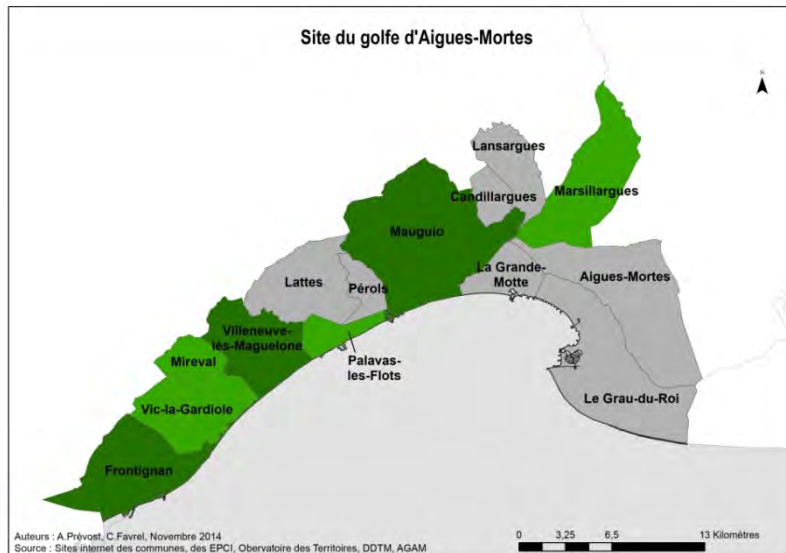 Site du golfe d'Aigues-Mortes
N
Lansargues
Candillargues
Marsillargues
Mauguio
La Grande-
Motte
Aigues-Mortes
Lattes
Pérols
Villeneuve-
lès-Maguelone
Mireval
Palavas-
les-Flots
Vic-la-Gardiole
Le Grau-du-Roi
Frontignan
Auteurs : A.Prévost, C.Favrel, Novembre 2014
Source : Sites internet des communes, des EPCI, Obervatoire des Territoires, DDTM, AGAM
0 3,25 6,5 13 Kilomètres